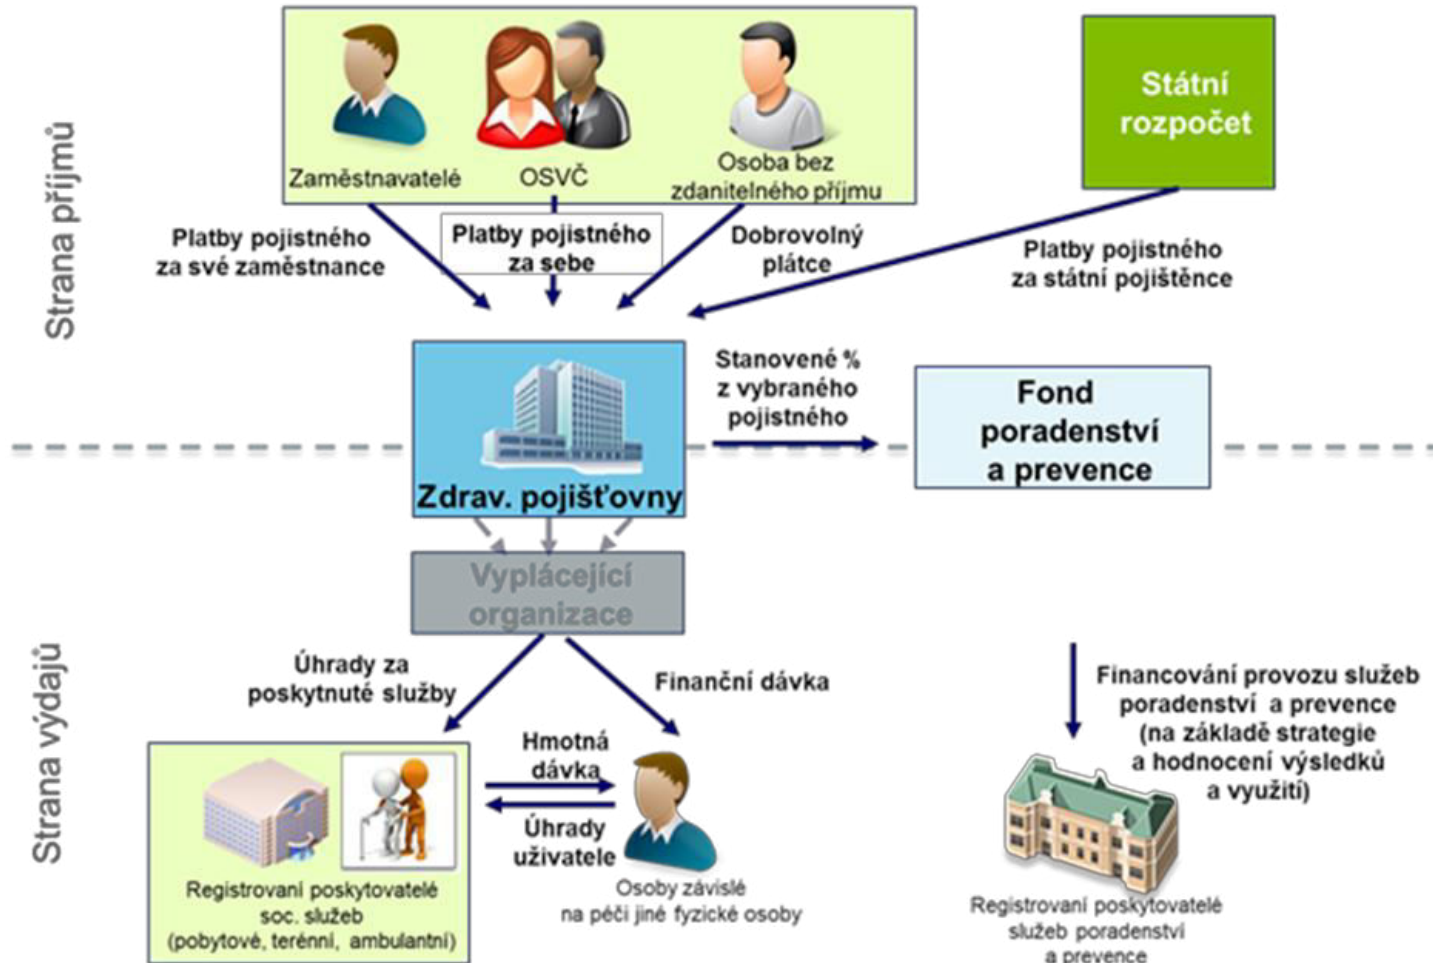 Strana příjmů
Zaměstnavatelé
OSVČ
Osoba bez
zdanitelného příjmu
Státní
rozpočet
Platby pojistného
za své zaměstnance
Platby pojistného
za sebe
Dobrovolný
plátce
Platby pojistného
za státní pojištěnce
Zdrav. pojišťovny
Stanovené %
z vybraného
pojistného
Fond
poradenství
a prevence
Vyplácející
organizace
Strana výdajů
Úhrady za
poskytnuté služby
Finanční dávka
Hmotná
dávka
Úhrady
uživatele
Registrovaní poskytovatelé
soc. služeb
(pobytové, terénní, ambulantní)
Osoby závislé
na péči jiné fyzické osoby
Financování provozu služeb
poradenství a prevence
(na základě strategie
a hodnocení výsledků
a využití)
Registrovaní poskytovatelé
služeb poradenství
a prevence